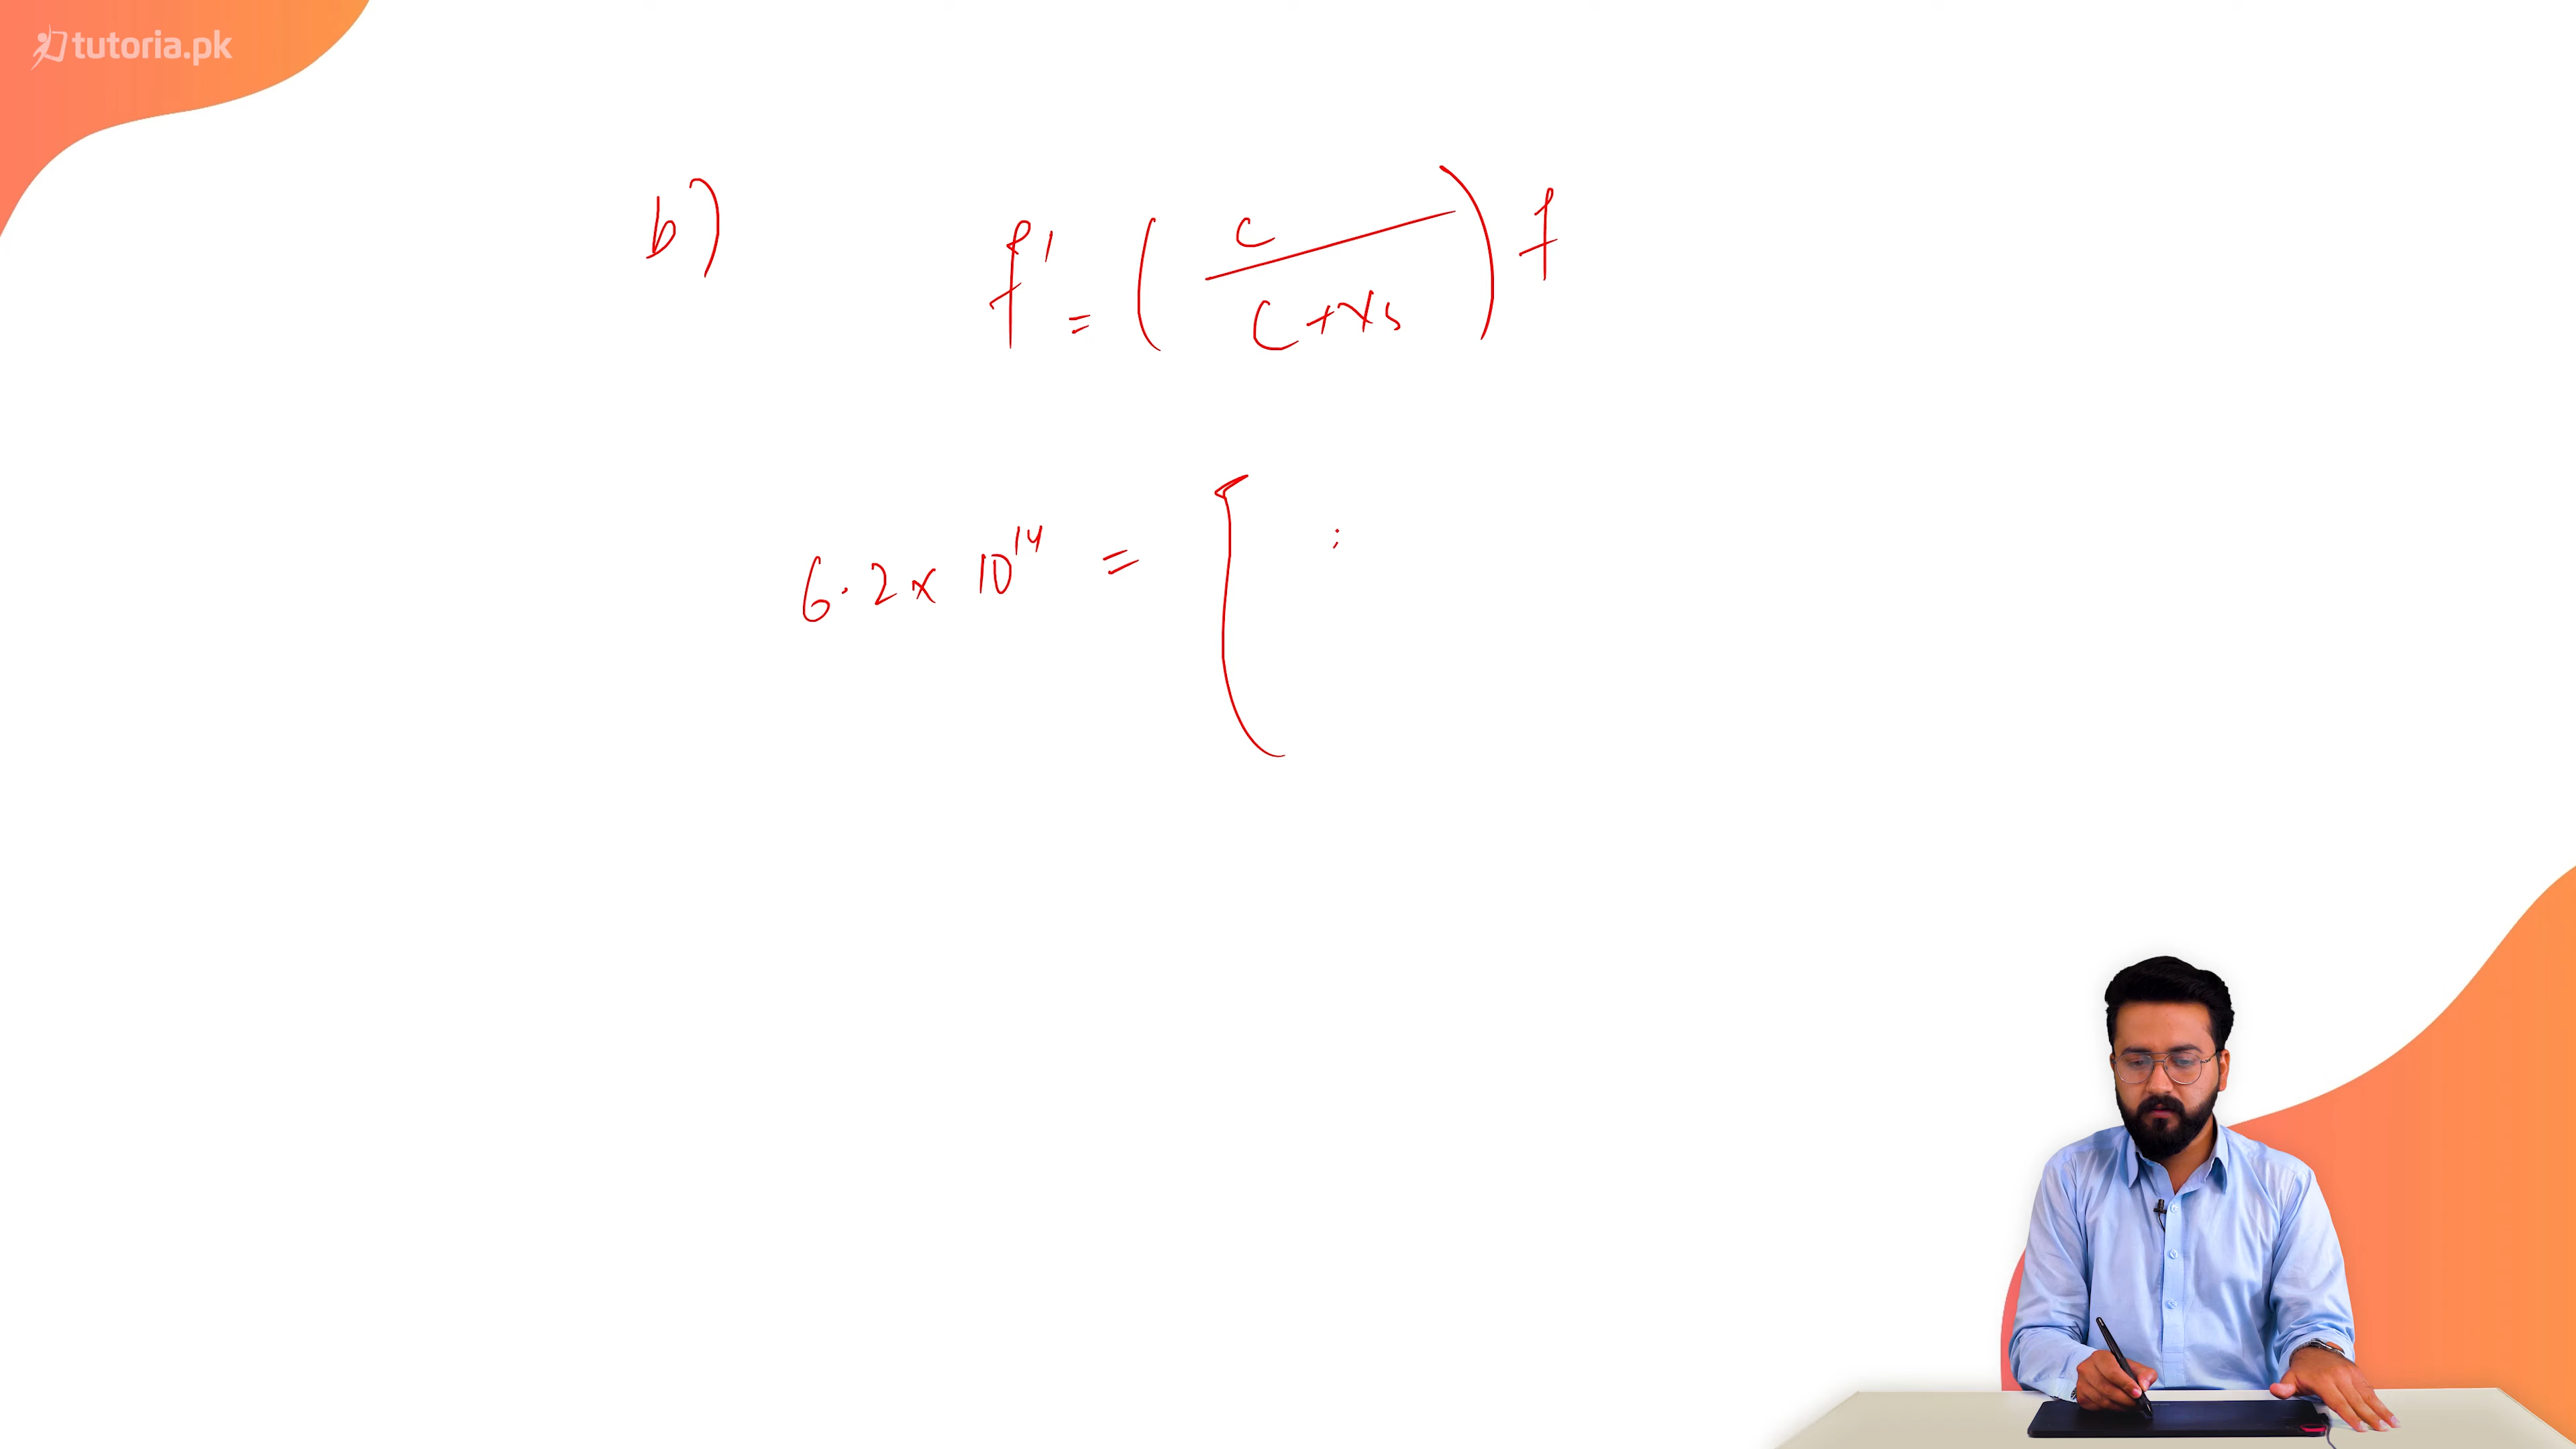 tutoria.pk
b) f' = ( c / c + vs ) f
6.2 x 10^14 = [ :